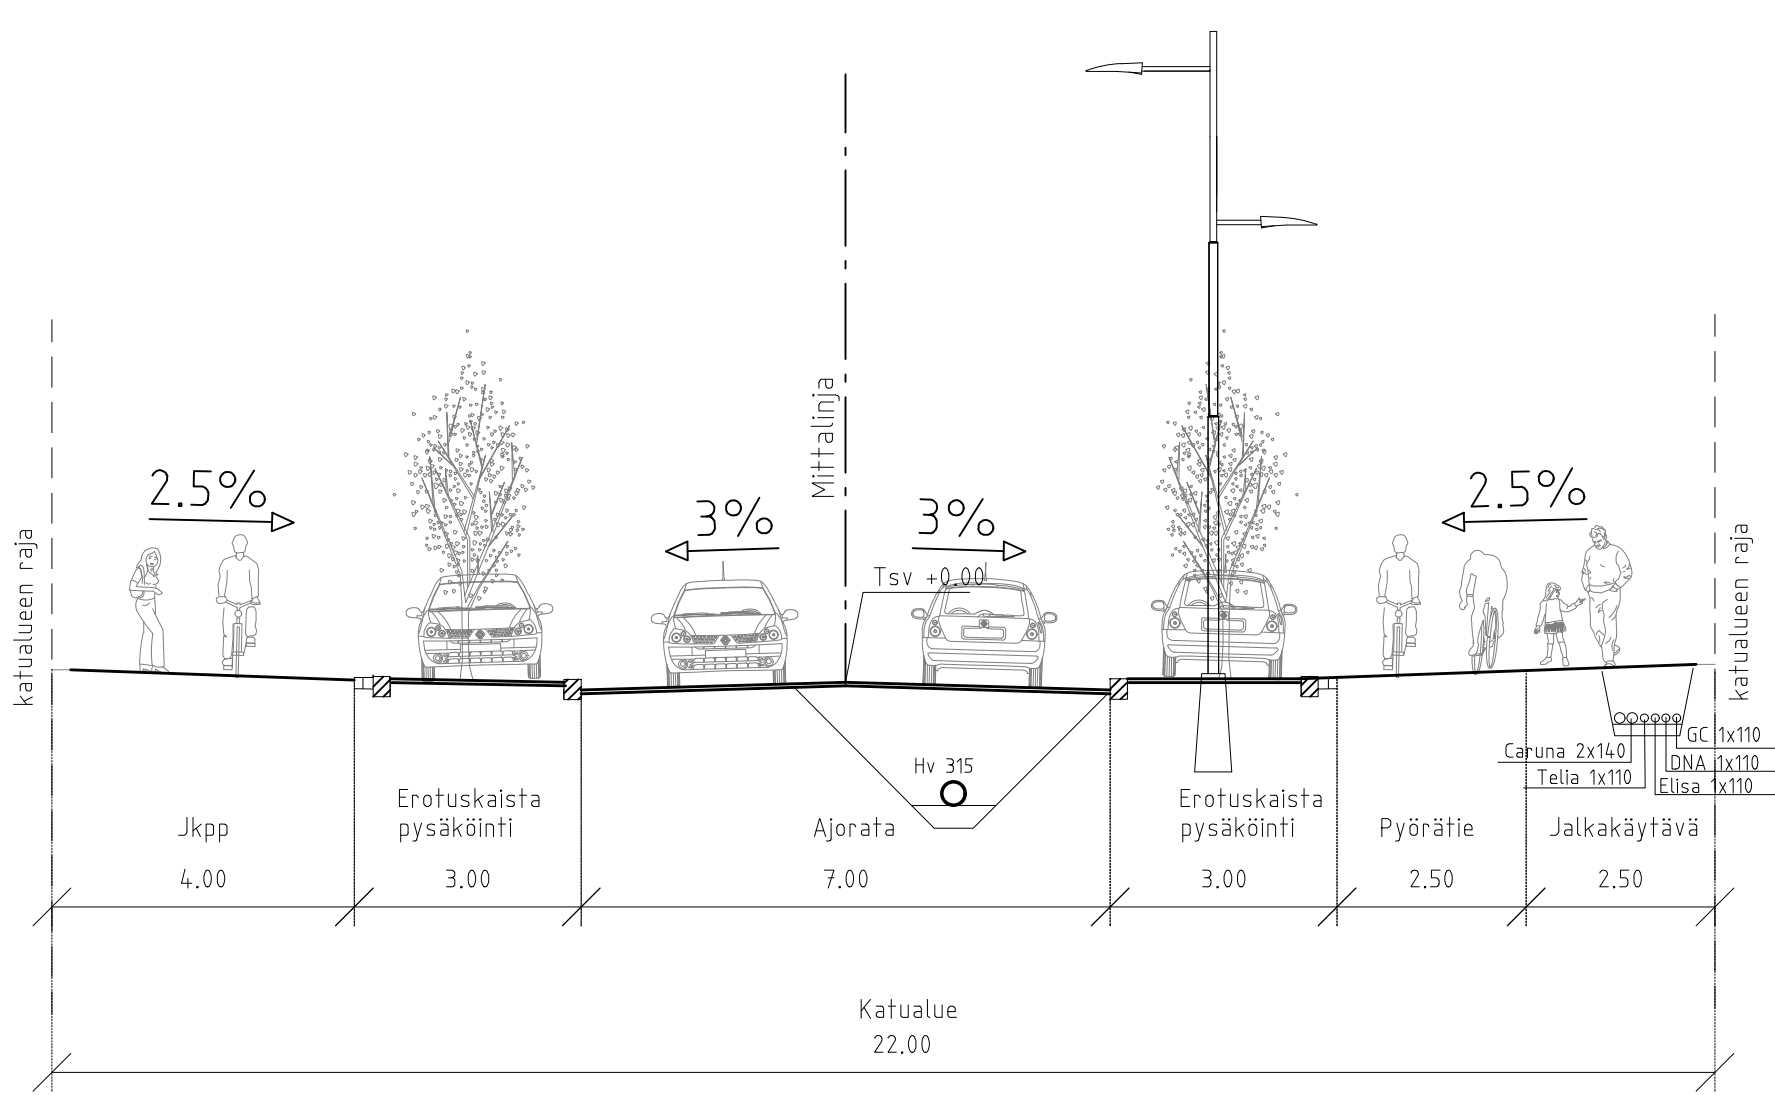 Mittalinja
katualueen raja
2.5%
3%
3%
2.5%
katualueen raja
Tsv +0.00
Hv 315
GC 1x110
Caruna 2x140
DNA 1x110
Telia 1x110
Elisa 1x110
Jkpp
Erotuskaista
pysäköinti
Ajorata
Erotuskaista
pysäköinti
Pyörätie
Jalkakäytävä
4.00
3.00
7.00
3.00
2.50
2.50
Katualue
22.00